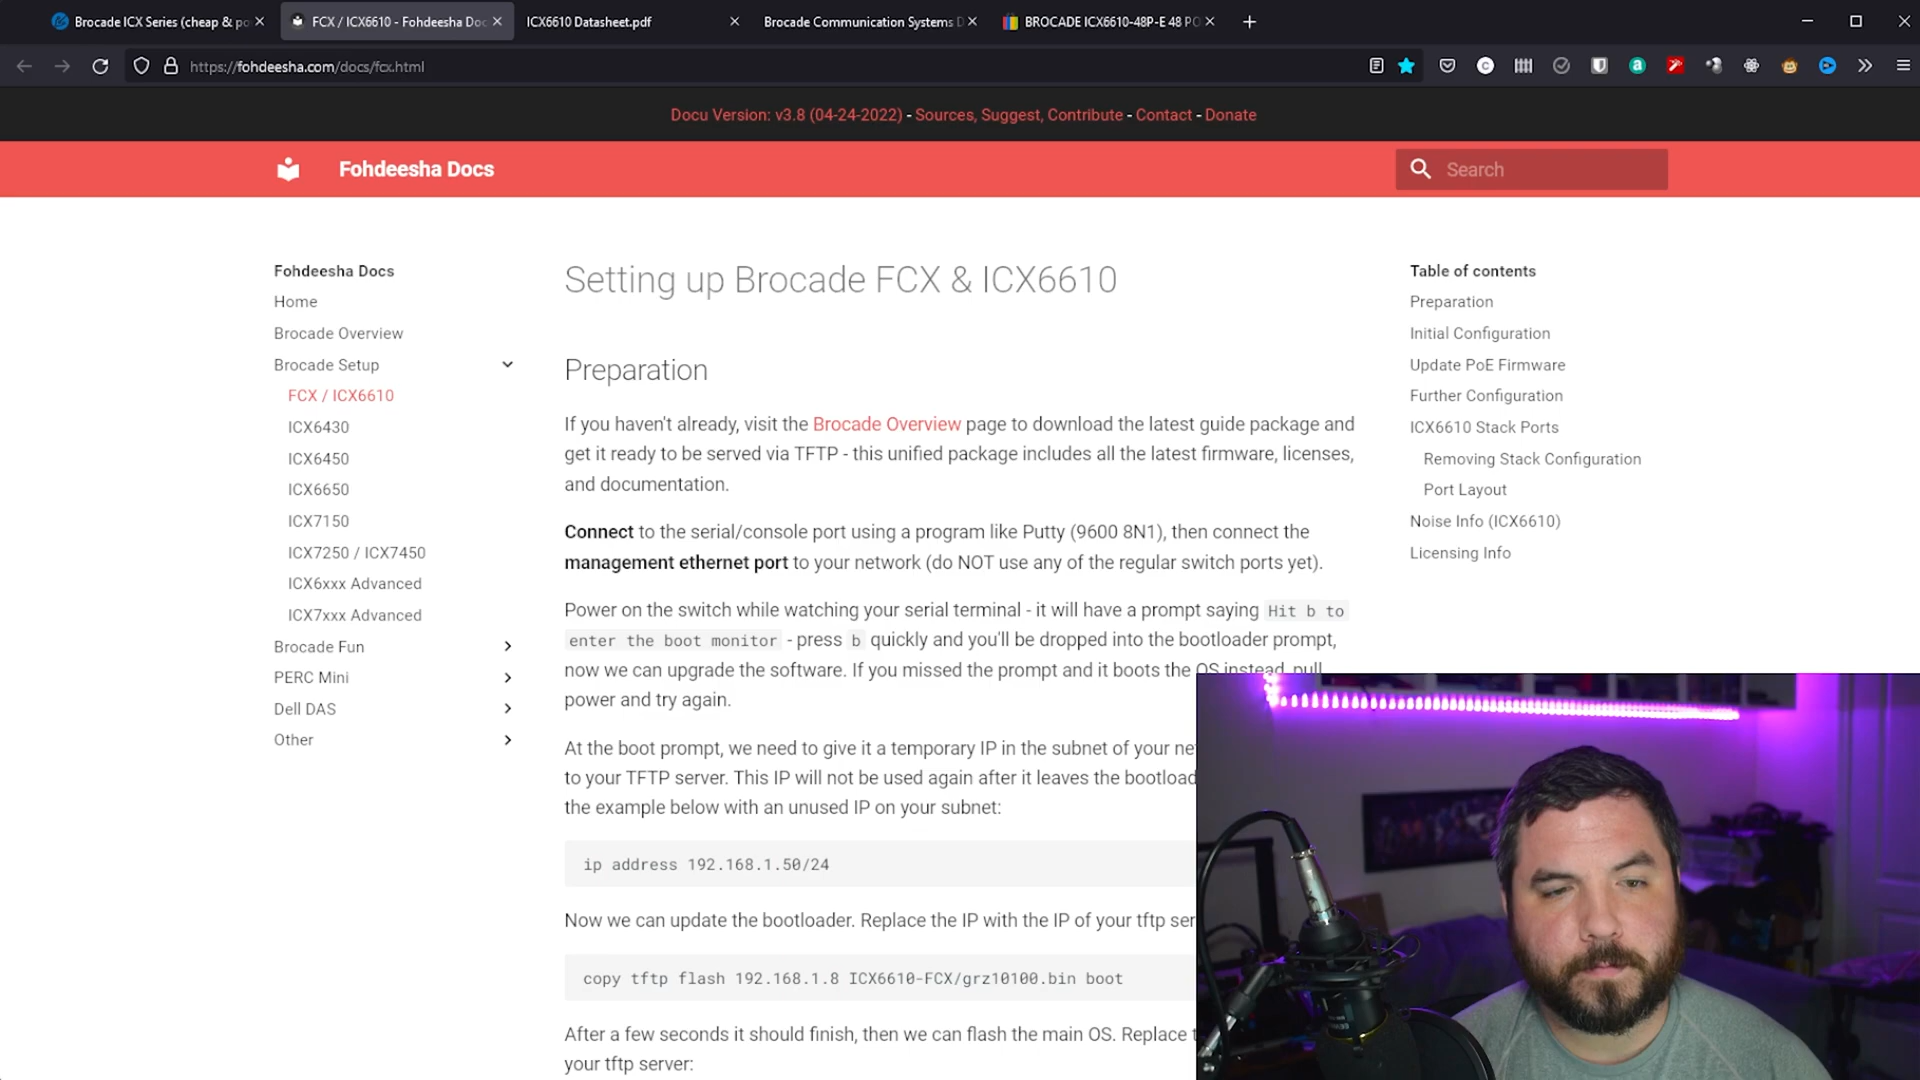 Brocade ICX Series (cheap & po
FCX / ICX6610 - Fohdeesha Doc
ICX6610 Datasheet.pdf
Brocade Communication Systems D
BROCADE ICX6610-48P-E 48 PO
https://fohdeesha.com/docs/fcx.html
Docu Version: v3.8 (04-24-2022) - Sources, Suggest, Contribute - Contact - Donate
Fohdeesha Docs
Search
Fohdeesha Docs
Home
Brocade Overview
Brocade Setup
FCX / ICX6610
ICX6430
ICX6450
ICX6650
ICX7150
ICX7250 / ICX7450
ICX6xxx Advanced
ICX7xxx Advanced
Brocade Fun
PERC Mini
Dell DAS
Other
Setting up Brocade FCX & ICX6610
Preparation
If you haven't already, visit the Brocade Overview page to download the latest guide package and
get it ready to be served via TFTP - this unified package includes all the latest firmware, licenses,
and documentation.
Connect to the serial/console port using a program like Putty (9600 8N1), then connect the
management ethernet port to your network (do NOT use any of the regular switch ports yet).
Power on the switch while watching your serial terminal - it will have a prompt saying Hit b to
enter the boot monitor - press b quickly and you'll be dropped into the bootloader prompt,
now we can upgrade the software. If you missed the prompt and it boots the OS instead, pull
power and try again.
At the boot prompt, we need to give it a temporary IP in the subnet of your ne
to your TFTP server. This IP will not be used again after it leaves the bootload
the example below with an unused IP on your subnet:
ip address 192.168.1.50/24
Now we can update the bootloader. Replace the IP with the IP of your tftp ser
copy tftp flash 192.168.1.8 ICX6610-FCX/grz10100.bin boot
After a few seconds it should finish, then we can flash the main OS. Replace t
your tftp server:
Table of contents
Preparation
Initial Configuration
Update PoE Firmware
Further Configuration
ICX6610 Stack Ports
Removing Stack Configuration
Port Layout
Noise Info (ICX6610)
Licensing Info